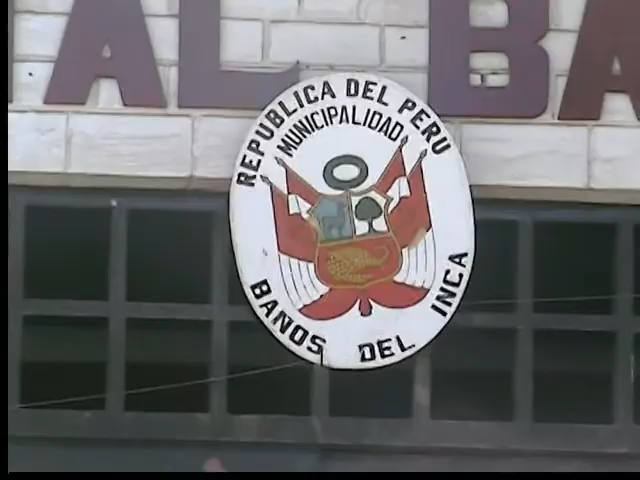 AL BA
REPUBLICA DEL PERU
MUNICIPALIDAD
BANOS DEL INCA